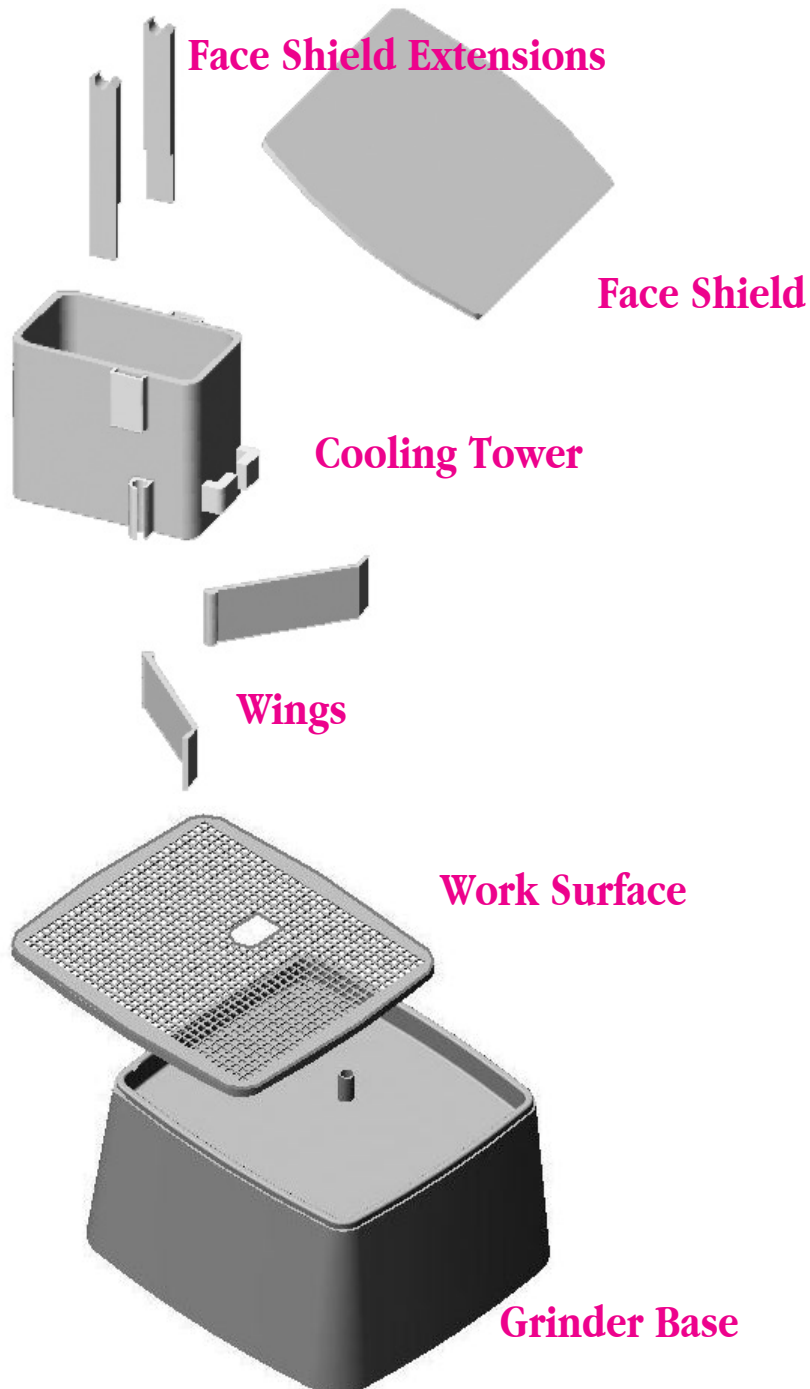 Face Shield Extensions
Face Shield
Cooling Tower
Wings
Work Surface
Grinder Base